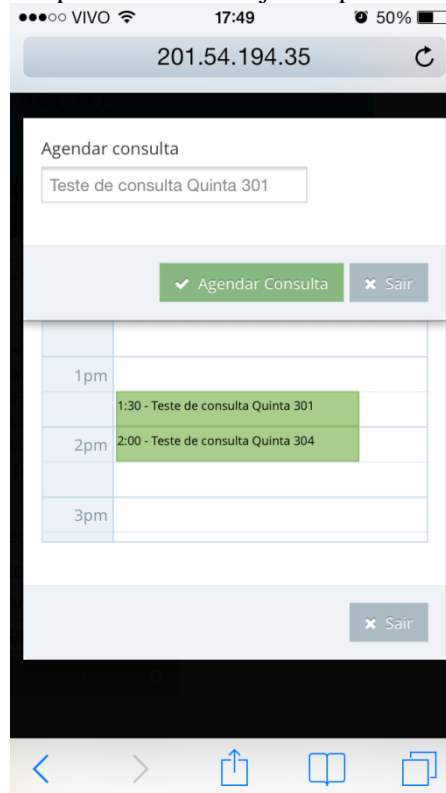 VIVO 17:49 50%
201.54.194.35
Agendar consulta
Teste de consulta Quinta 301
Agendar Consulta Sair
1pm
1:30 - Teste de consulta Quinta 301
2:00 - Teste de consulta Quinta 304
2pm
3pm
Sair